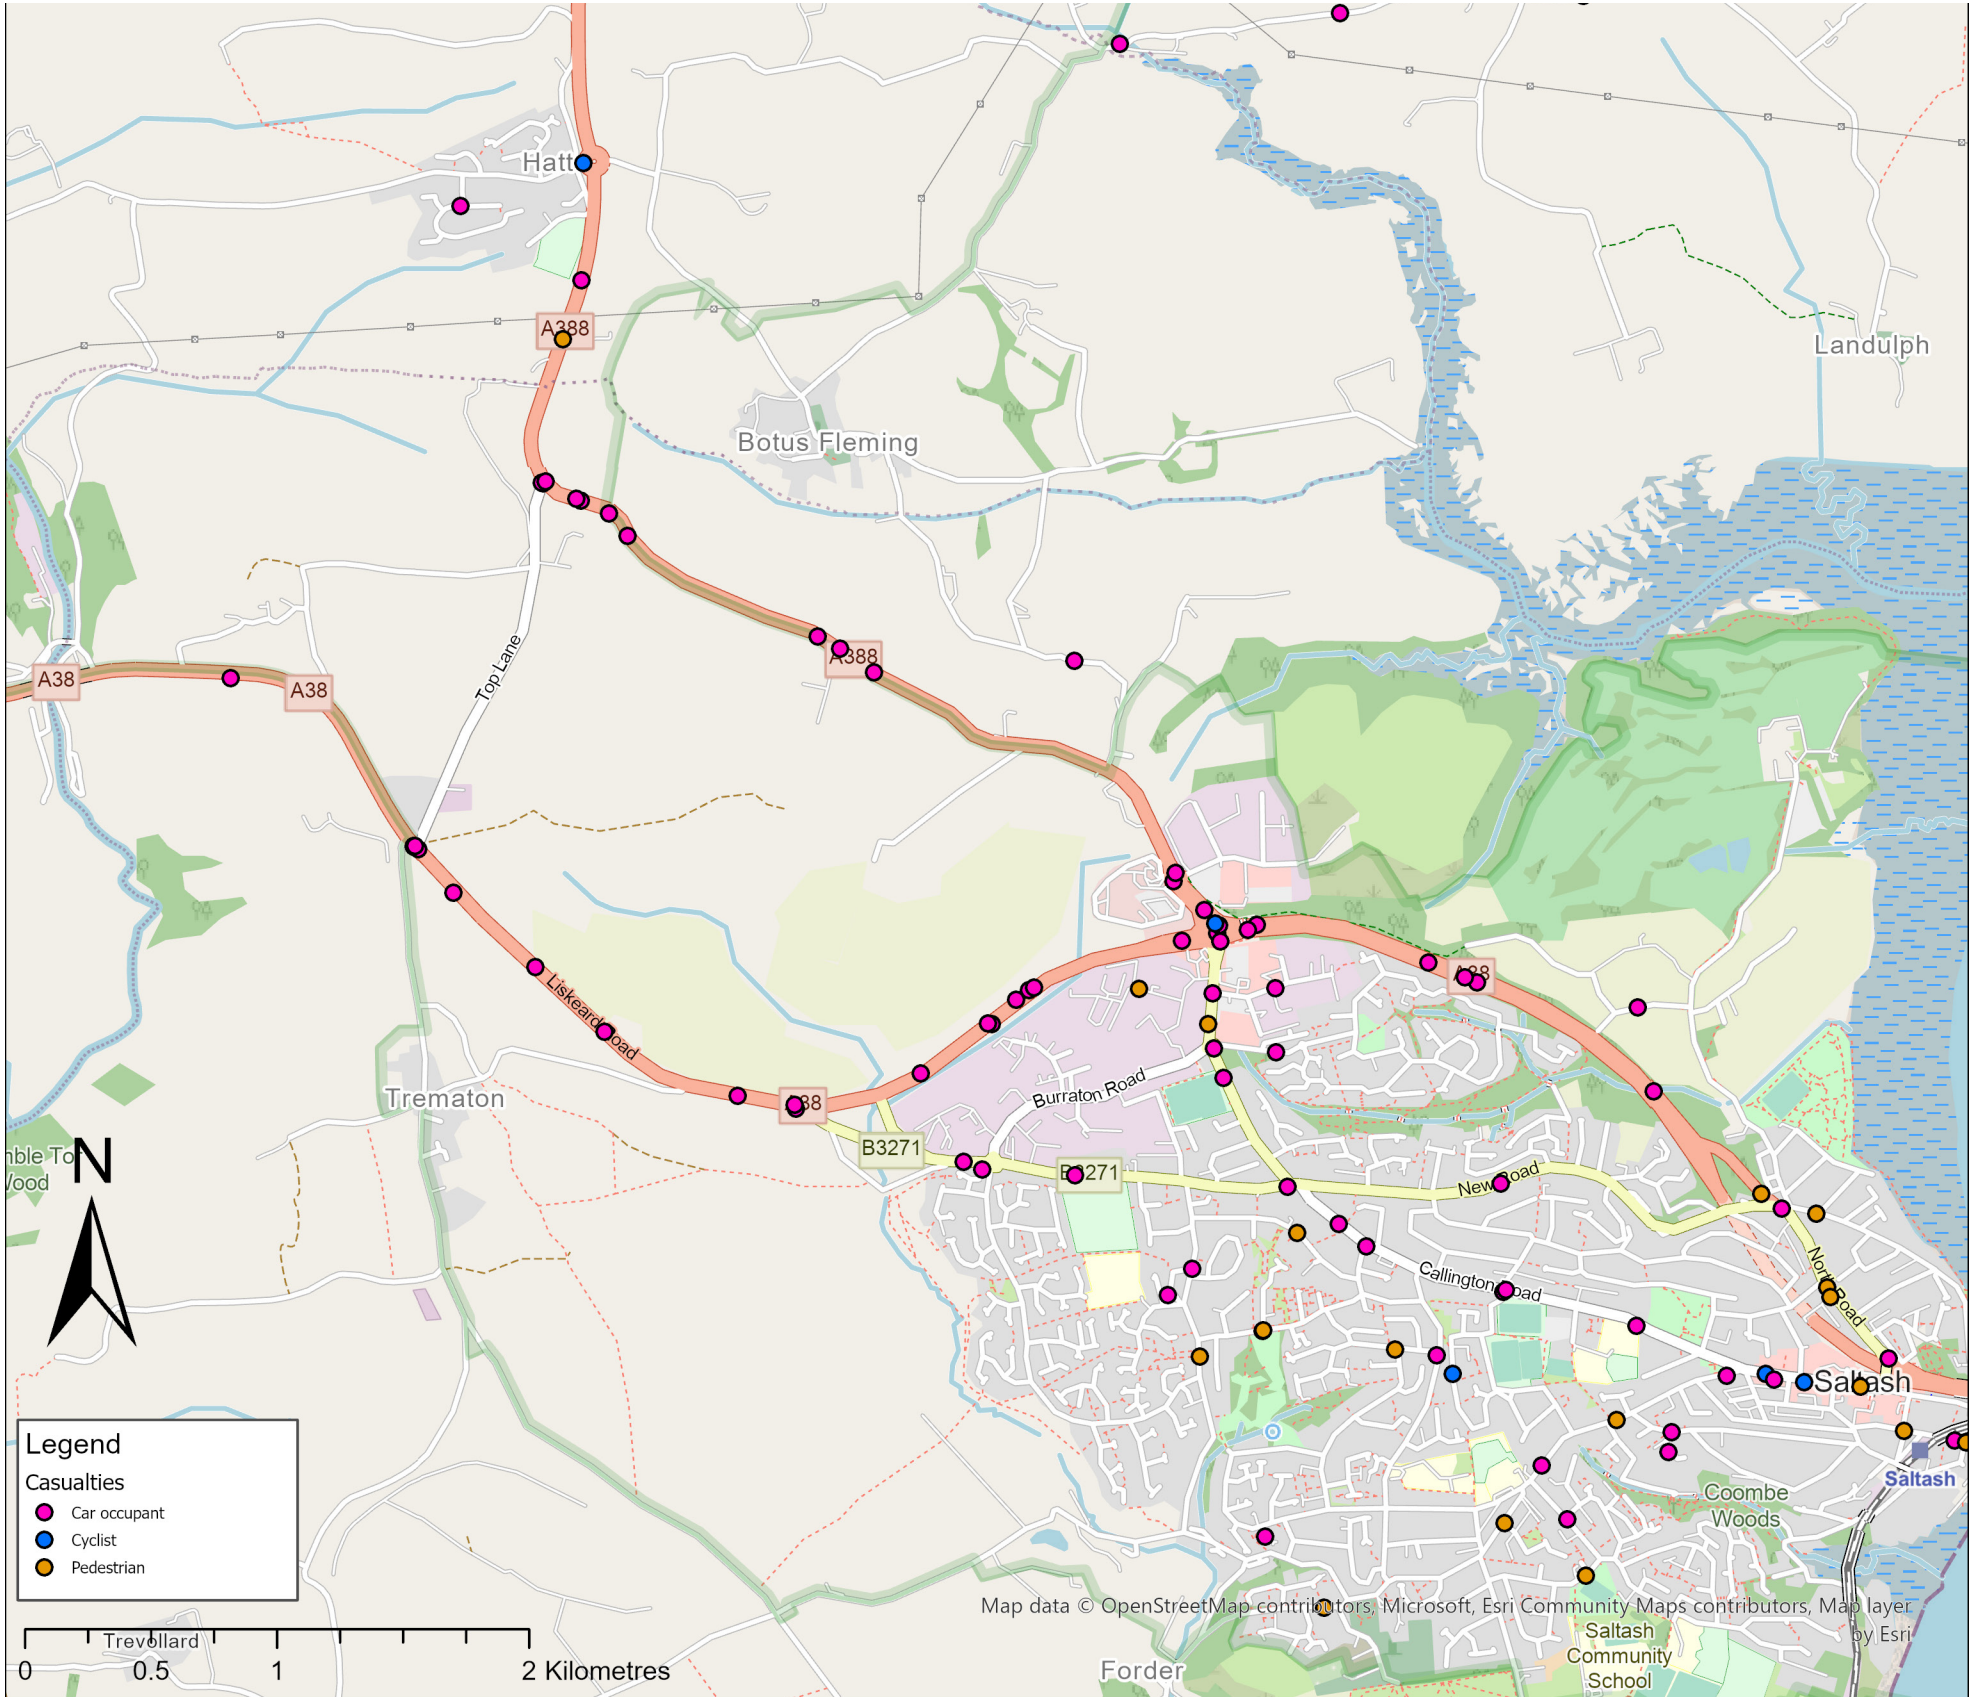 Hatt
A388
Landulph
Botus Fleming
Top Lane
A388
A38
A38
Liskeard Road
A38
Burraton Road
Trematon
A38
B3271
B3271
New Road
N
North Road
Callington Road
Saltash
Saltash
Coombe
Woods
Legend
Casualties
Car occupant
Cyclist
Pedestrian
Map data © OpenStreetMap contributors, Microsoft, Esri Community Maps contributors, Map layer
by Esri
Saltash
Community
School
Trevollard
Forder
0 0.5 1 2 Kilometres